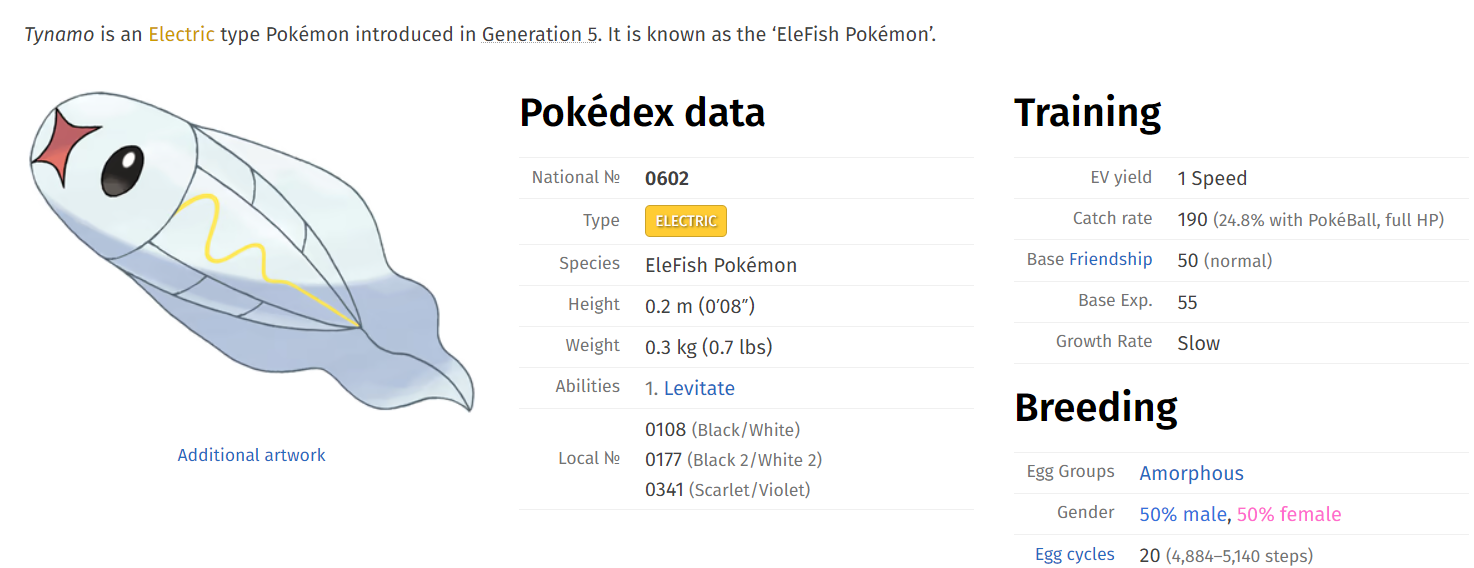 Tynamo is an Electric type Pokémon introduced in Generation 5. It is known as the ‘EleFish Pokémon’.
Additional artwork
Pokédex data
National № 0602
Type ELECTRIC
Species EleFish Pokémon
Height 0.2 m (0′08″)
Weight 0.3 kg (0.7 lbs)
Abilities 1. Levitate
Local № 0108 (Black/White)
0177 (Black 2/White 2)
0341 (Scarlet/Violet)
Training
EV yield 1 Speed
Catch rate 190 (24.8% with PokéBall, full HP)
Base Friendship 50 (normal)
Base Exp. 55
Growth Rate Slow
Breeding
Egg Groups Amorphous
Gender 50% male, 50% female
Egg cycles 20 (4,884–5,140 steps)